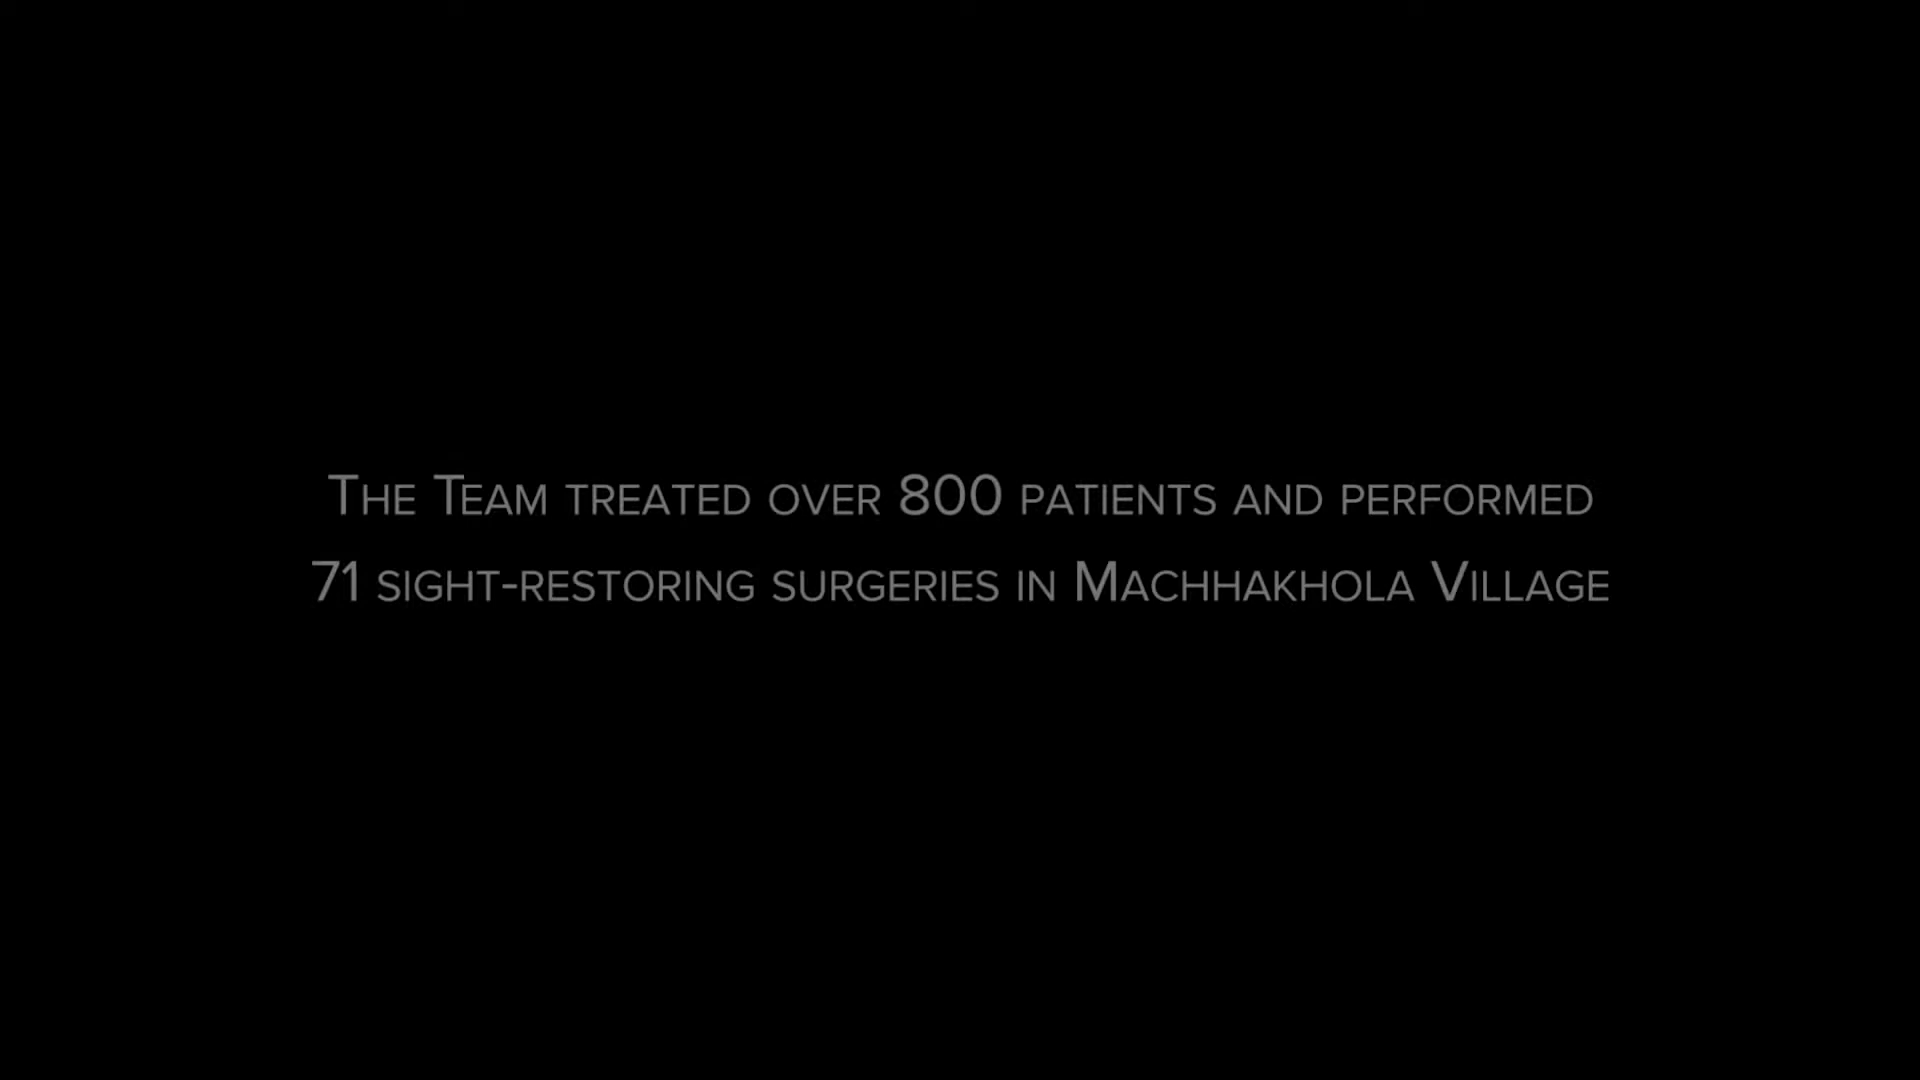 The Team treated over 800 patients and performed
71 sight-restoring surgeries in Machhakhola Village